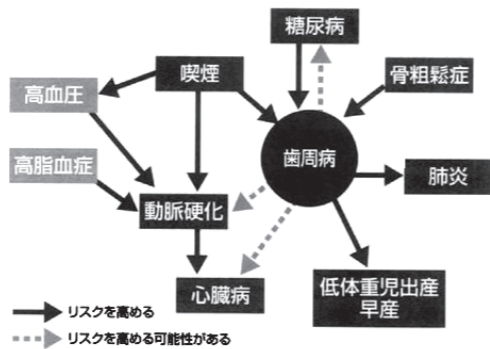 糖尿病
喫煙
骨粗鬆症
高血圧
歯周病
高脂血症
肺炎
動脈硬化
心臓病
低体重児出産
早産
リスクを高める
リスクを高める可能性がある